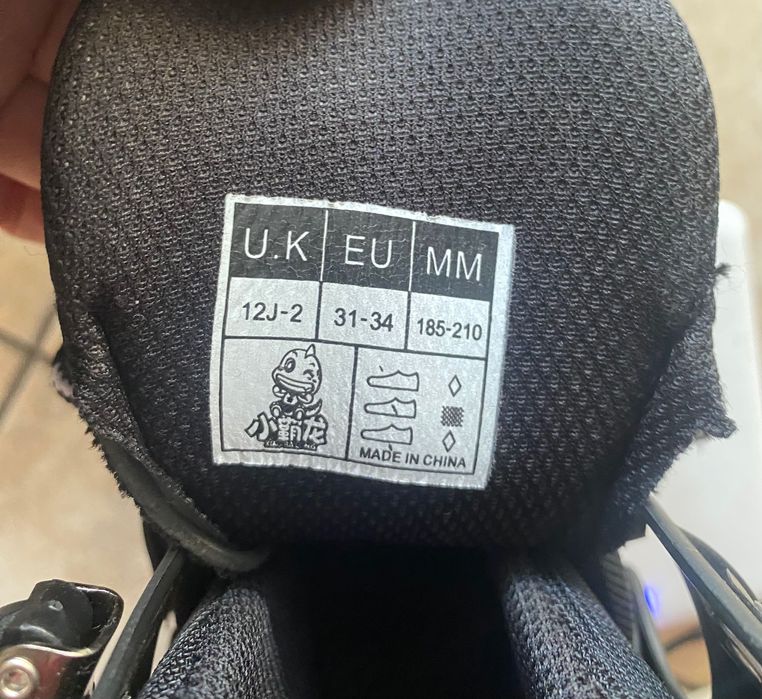 U.K EU MM
12J-2 31-34 185-210
小霸龙
MADE IN CHINA